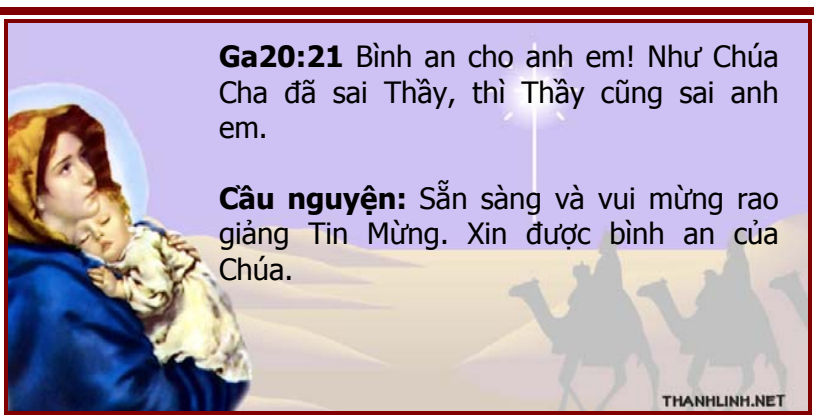 Ga20:21 Bình an cho anh em! Như Chúa
Cha đã sai Thầy, thì Thầy cũng sai anh
em.
Cầu nguyện: Sẵn sàng và vui mừng rao
giảng Tin Mừng. Xin được bình an của
Chúa.
THANHLINH.NET